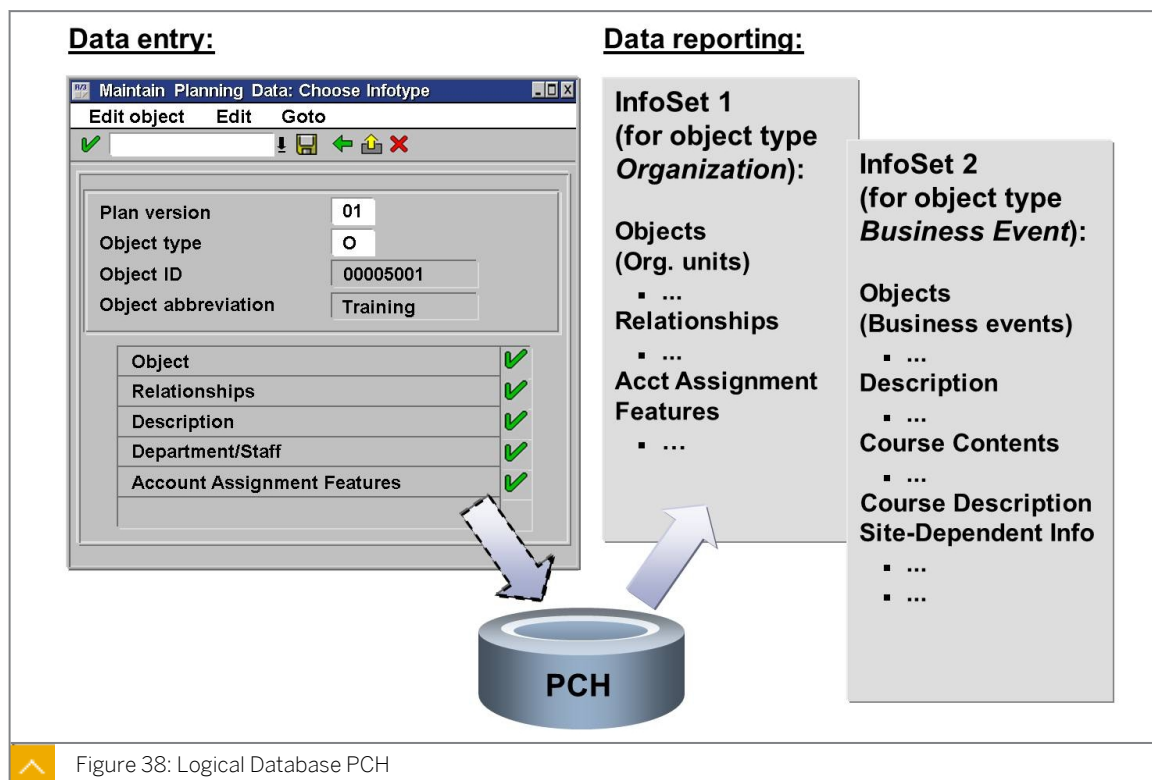 Data entry:
Maintain Planning Data: Choose Infotype
Edit object Edit Goto
Plan version 01
Object type O
Object ID 00005001
Object abbreviation Training
Object
Relationships
Description
Department/Staff
Account Assignment Features
Data reporting:
InfoSet 1
(for object type
Organization):
Objects
(Org. units)
▪ ...
Relationships
▪ ...
Acct Assignment
Features
▪ ...
InfoSet 2
(for object type
Business Event):
Objects
(Business events)
▪ ...
Description
▪ ...
Course Contents
▪ ...
Course Description
Site-Dependent Info
▪ ...
▪ ...
PCH
Figure 38: Logical Database PCH